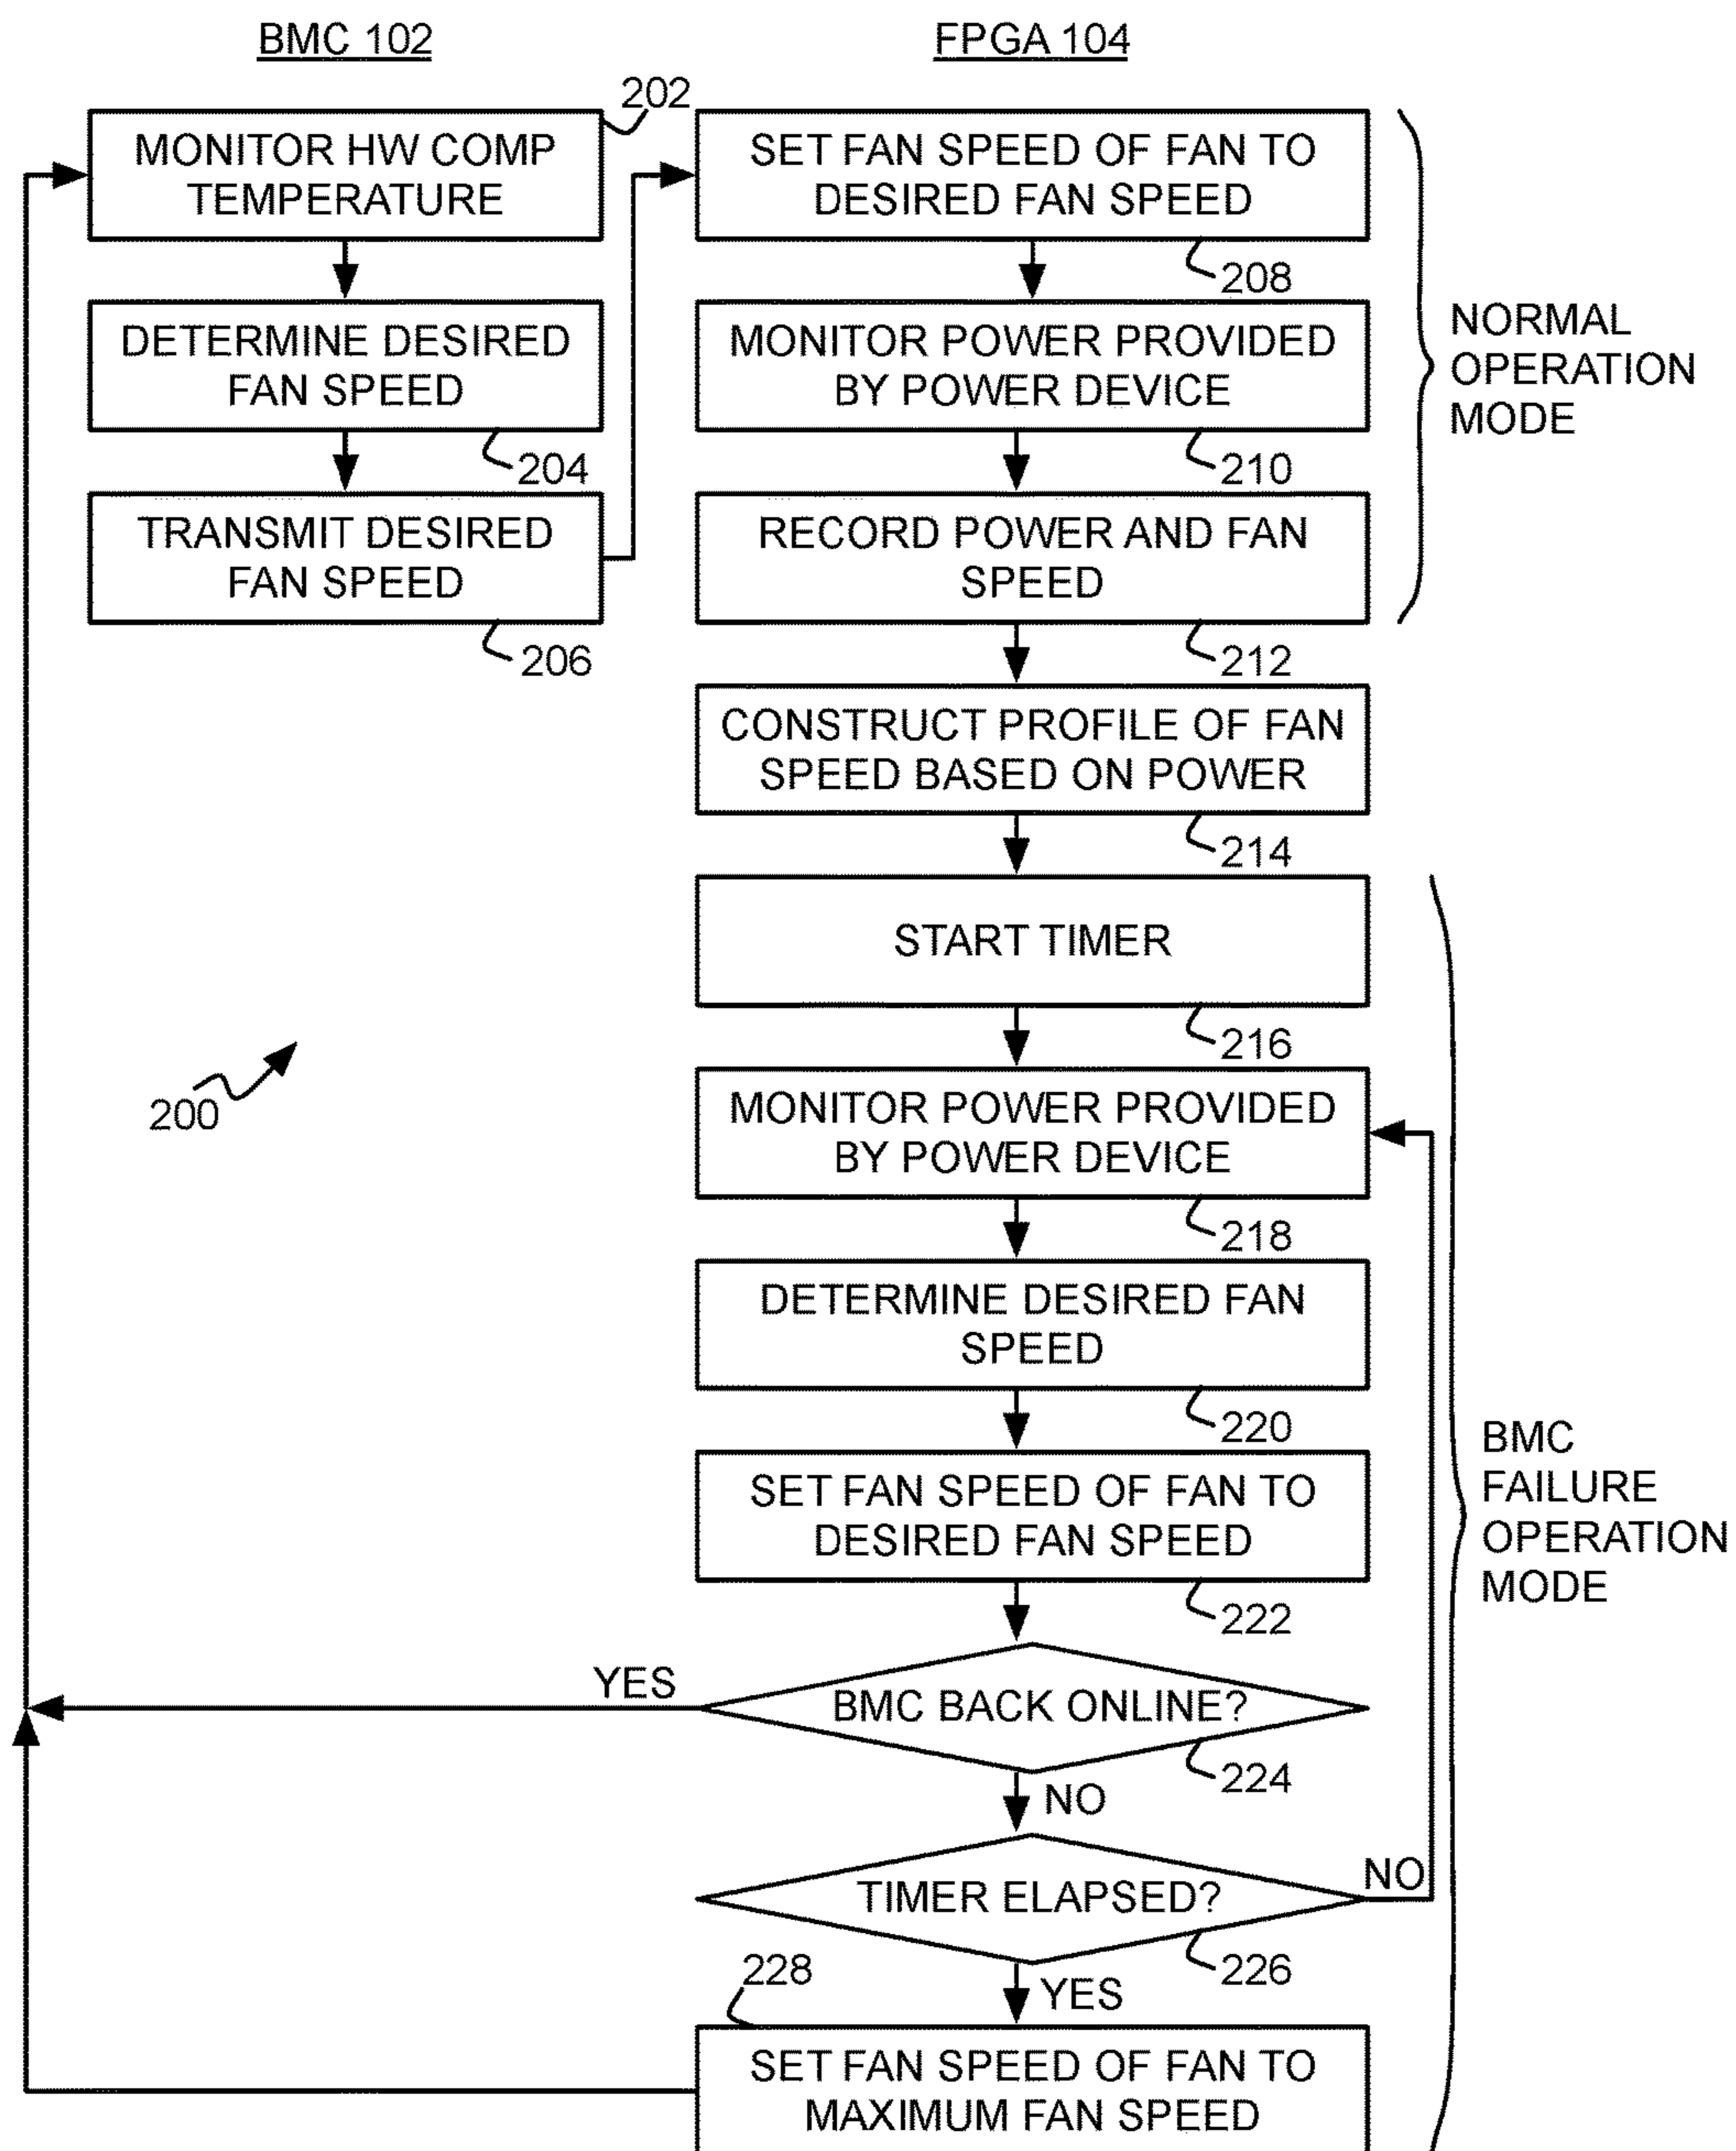 BMC 102
FPGA 104
202
MONITOR HW COMP
TEMPERATURE
DETERMINE DESIRED
FAN SPEED
204
TRANSMIT DESIRED
FAN SPEED
206
SET FAN SPEED OF FAN TO
DESIRED FAN SPEED
208
MONITOR POWER PROVIDED
BY POWER DEVICE
210
RECORD POWER AND FAN
SPEED
212
NORMAL
OPERATION
MODE
CONSTRUCT PROFILE OF FAN
SPEED BASED ON POWER
214
START TIMER
216
200
MONITOR POWER PROVIDED
BY POWER DEVICE
218
DETERMINE DESIRED FAN
SPEED
220
SET FAN SPEED OF FAN TO
DESIRED FAN SPEED
222
BMC
FAILURE
OPERATION
MODE
YES
BMC BACK ONLINE?
224
NO
TIMER ELAPSED?
NO
226
228
YES
SET FAN SPEED OF FAN TO
MAXIMUM FAN SPEED